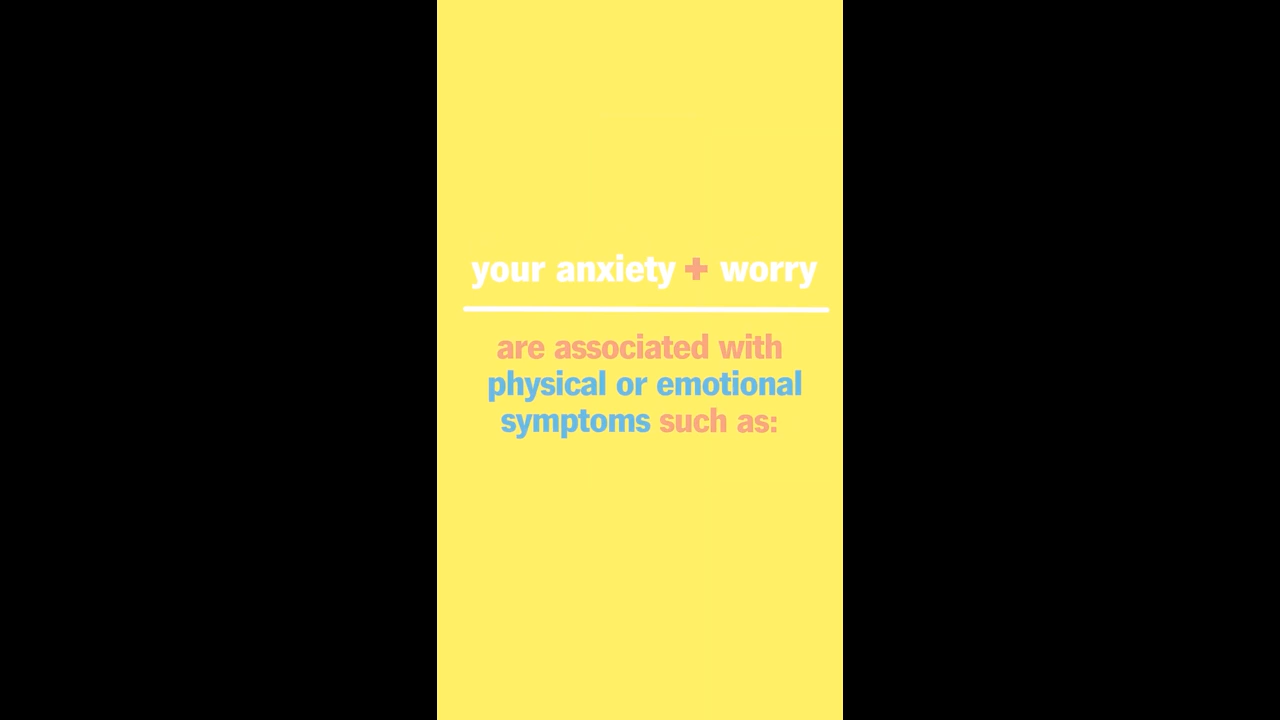 your anxiety + worry
are associated with
physical or emotional
symptoms such as: